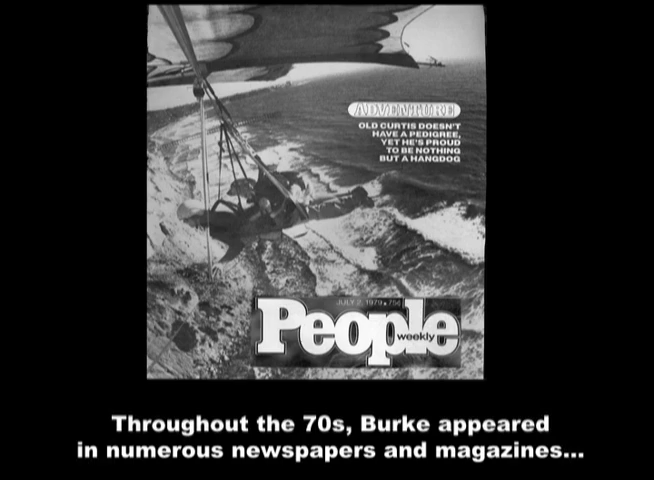 ADVENTURE
OLD CURTIS DOESN'T
HAVE A PEDIGREE,
YET HE'S PROUD
TO BE NOTHING
BUT A HANGDOG
JULY 2, 1979 ▪ 75¢
People
weekly
Throughout the 70s, Burke appeared
in numerous newspapers and magazines...